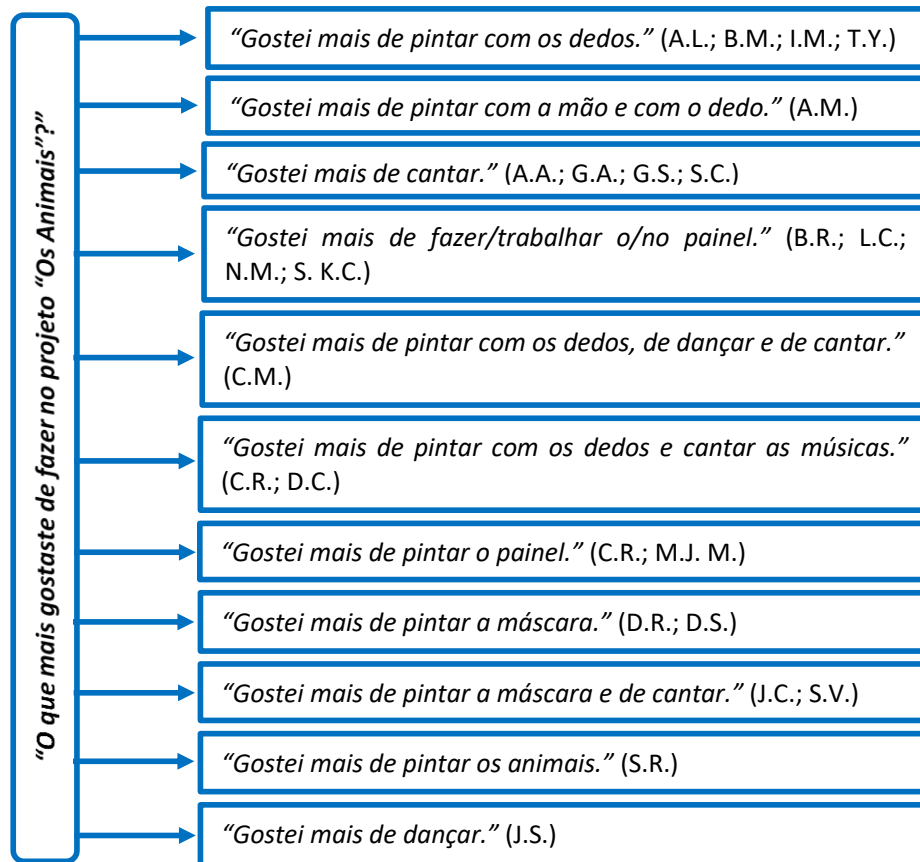 “O que mais gostaste de fazer no projeto “Os Animais”?”
“Gostei mais de pintar com os dedos.” (A.L.; B.M.; I.M.; T.Y.)
“Gostei mais de pintar com a mão e com o dedo.” (A.M.)
“Gostei mais de cantar.” (A.A.; G.A.; G.S.; S.C.)
“Gostei mais de fazer/trabalhar o/no painel.” (B.R.; L.C.;
N.M.; S. K.C.)
“Gostei mais de pintar com os dedos, de dançar e de cantar.”
(C.M.)
“Gostei mais de pintar com os dedos e cantar as músicas.”
(C.R.; D.C.)
“Gostei mais de pintar o painel.” (C.R.; M.J. M.)
“Gostei mais de pintar a máscara.” (D.R.; D.S.)
“Gostei mais de pintar a máscara e de cantar.” (J.C.; S.V.)
“Gostei mais de pintar os animais.” (S.R.)
“Gostei mais de dançar.” (J.S.)